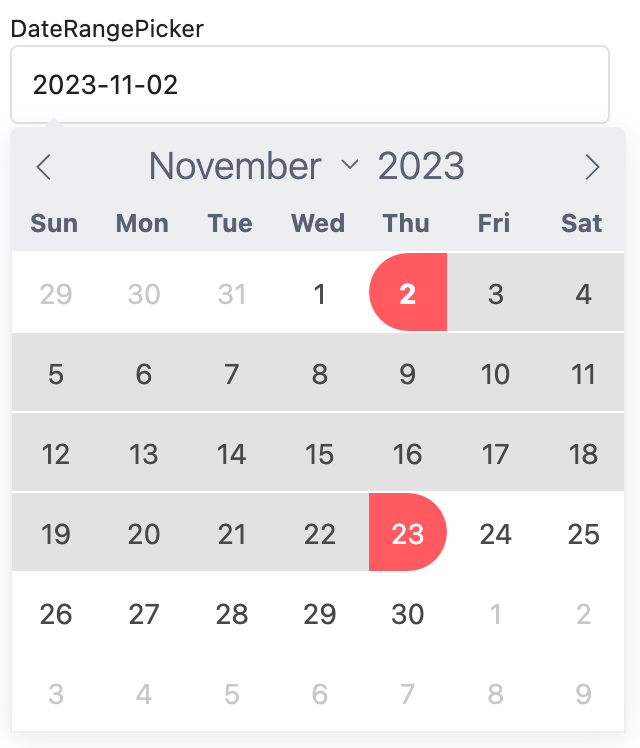 DateRangePicker
2023-11-02
November 2023
Sun Mon Tue Wed Thu Fri Sat
29 30 31 1 2 3 4
5 6 7 8 9 10 11
12 13 14 15 16 17 18
19 20 21 22 23 24 25
26 27 28 29 30 1 2
3 4 5 6 7 8 9